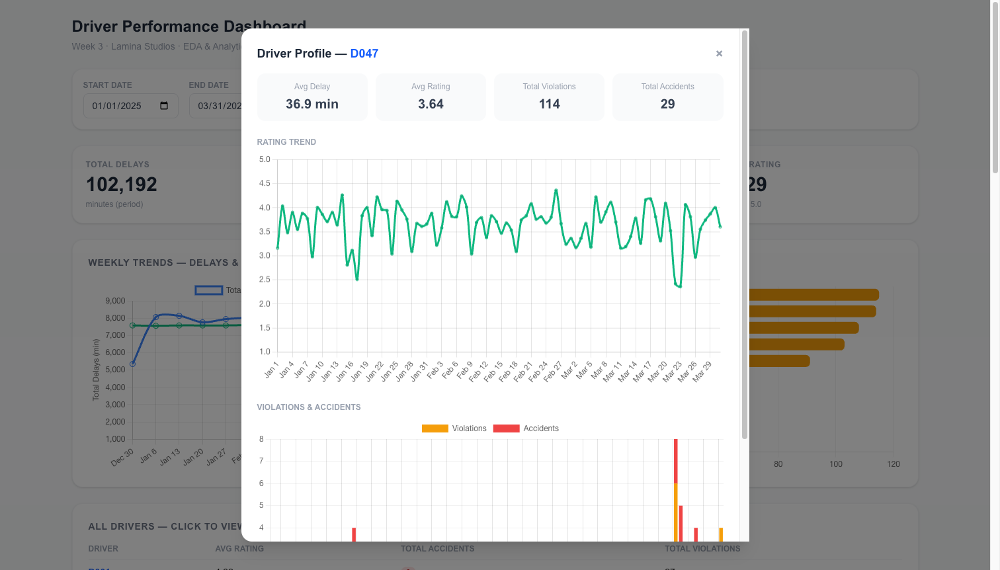 Driver Performance Dashboard
Week 3 · Lamina Studios · EDA & Analyti
START DATE
END DATE
01/01/2025
03/31/202
TOTAL DELAYS
102,192
minutes (period)
RATING
29
5.0
WEEKLY TRENDS — DELAYS &
Tota
Total Delays (min)
9,000
8,000
7,000
6,000
5,000
4,000
3,000
2,000
1,000
Dec 30
Jan 6
Jan 13
Jan 20
Jan 27
Feb
80
100
120
ALL DRIVERS — CLICK TO VIEW
DRIVER
AVG RATING
TOTAL ACCIDENTS
TOTAL VIOLATIONS
Driver Profile — D047
×
Avg Delay
36.9 min
Avg Rating
3.64
Total Violations
114
Total Accidents
29
RATING TREND
5.0
4.5
4.0
3.5
3.0
2.5
2.0
1.5
1.0
Jan 1
Jan 4
Jan 7
Jan 10
Jan 13
Jan 16
Jan 19
Jan 22
Jan 25
Jan 28
Jan 31
Feb 3
Feb 6
Feb 9
Feb 12
Feb 15
Feb 18
Feb 21
Feb 24
Feb 27
Mar 2
Mar 5
Mar 8
Mar 11
Mar 14
Mar 17
Mar 20
Mar 23
Mar 26
Mar 29
VIOLATIONS & ACCIDENTS
Violations
Accidents
8
7
6
5
4